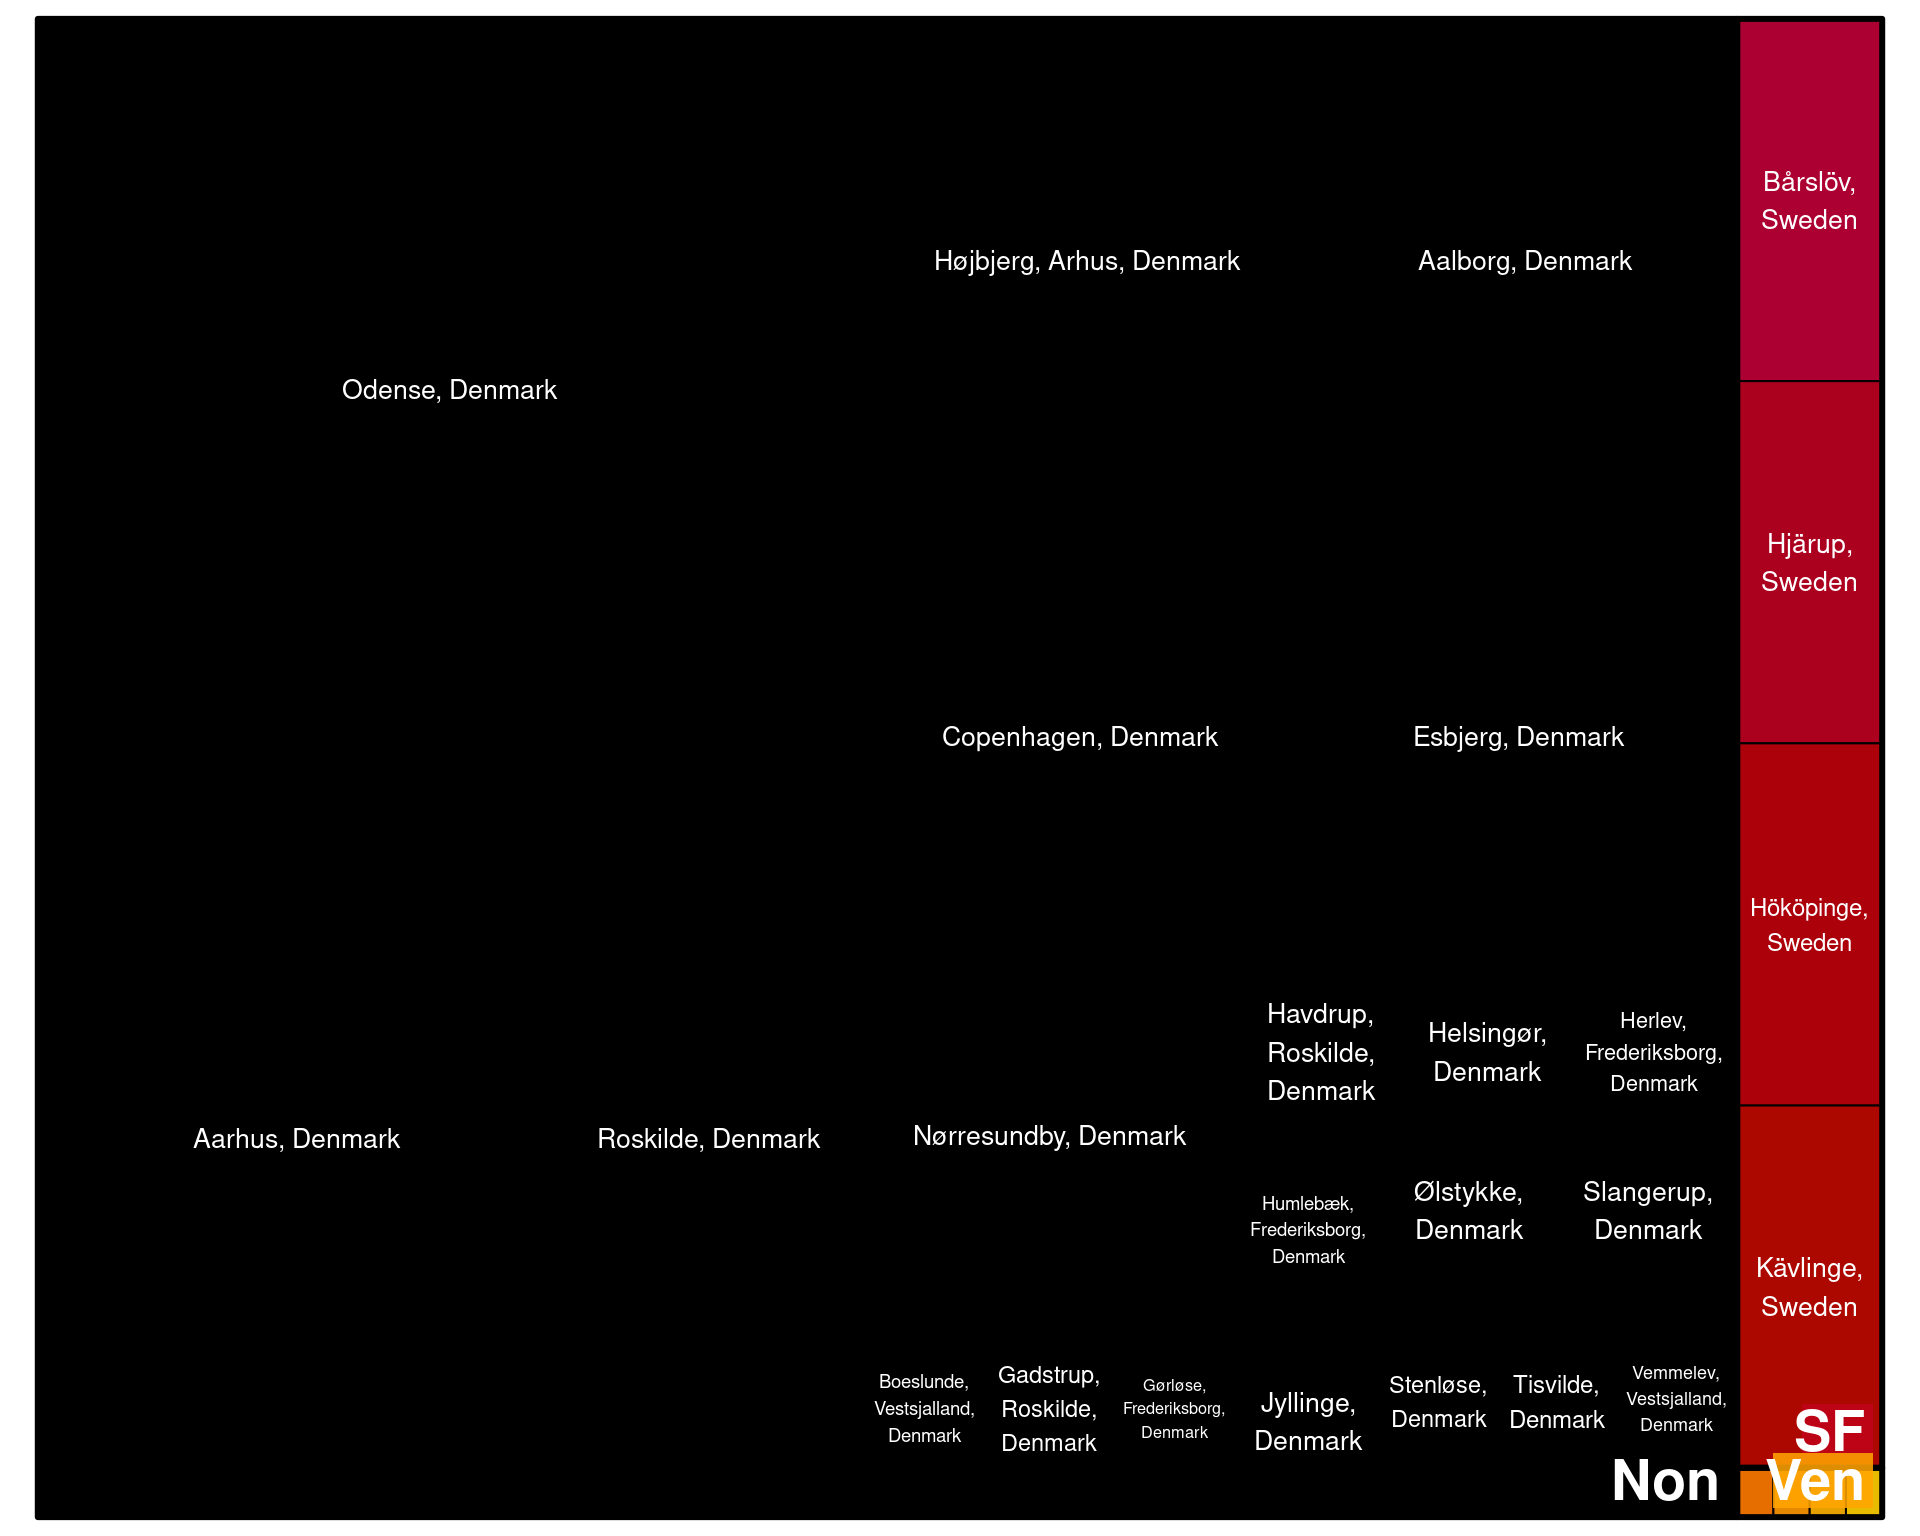 Odense, Denmark
Højbjerg, Arhus, Denmark
Aalborg, Denmark
Bårslöv,
Sweden
Hjärup,
Sweden
Copenhagen, Denmark
Esbjerg, Denmark
Hököpinge,
Sweden
Aarhus, Denmark
Roskilde, Denmark
Nørresundby, Denmark
Havdrup,
Roskilde,
Denmark
Helsingør,
Denmark
Herlev,
Frederiksborg,
Denmark
Humlebæk,
Frederiksborg,
Denmark
Ølstykke,
Denmark
Slangerup,
Denmark
Kävlinge,
Sweden
Boeslunde,
Vestsjalland,
Denmark
Gadstrup,
Roskilde,
Denmark
Gørløse,
Frederiksborg,
Denmark
Jyllinge,
Denmark
Stenløse,
Denmark
Tisvilde,
Denmark
Vemmelev,
Vestsjalland,
Denmark
SF
Non
Ven